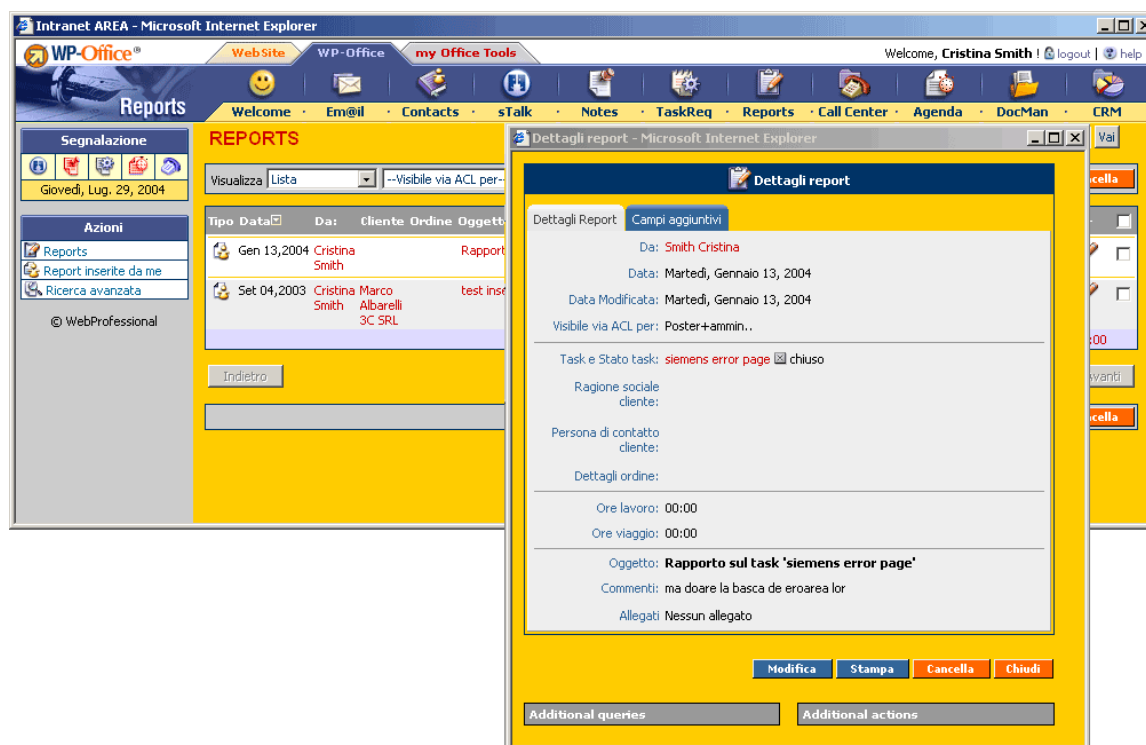 Intranet AREA - Microsoft Internet Explorer
WP-Office®
WebSite
WP-Office
my Office Tools
Welcome, Cristina Smith ! logout | help
Reports
Welcome · Em@il · Contacts · sTalk · Notes · TaskReq · Reports · Call Center · Agenda · DocMan · CRM
Segnalazione
Giovedì, Lug. 29, 2004
Azioni
Reports
Report inserite da me
Ricerca avanzata
© WebProfessional
REPORTS
Vai
Visualizza Lista --Visibile via ACL per-
cella
Tipo Data Da: Cliente Ordine Oggett
Gen 13,2004 Cristina Rapport
Smith
Set 04,2003 Cristina Marco test inse
Smith Albarelli
3C SRL
:00
Indietro
vanti
cella
Dettagli report - Microsoft Internet Explorer
Dettagli report
Dettagli Report
Campi aggiuntivi
Da: Smith Cristina
Data: Martedì, Gennaio 13, 2004
Data Modificata: Martedì, Gennaio 13, 2004
Visibile via ACL per: Poster+ammin..
Task e Stato task: siemens error page chiuso
Ragione sociale
cliente:
Persona di contatto
cliente:
Dettagli ordine:
Ore lavoro: 00:00
Ore viaggio: 00:00
Oggetto: Rapporto sul task 'siemens error page'
Commenti: ma doare la basca de eroarea lor
Allegati Nessun allegato
Modifica
Stampa
Cancella
Chiudi
Additional queries
Additional actions